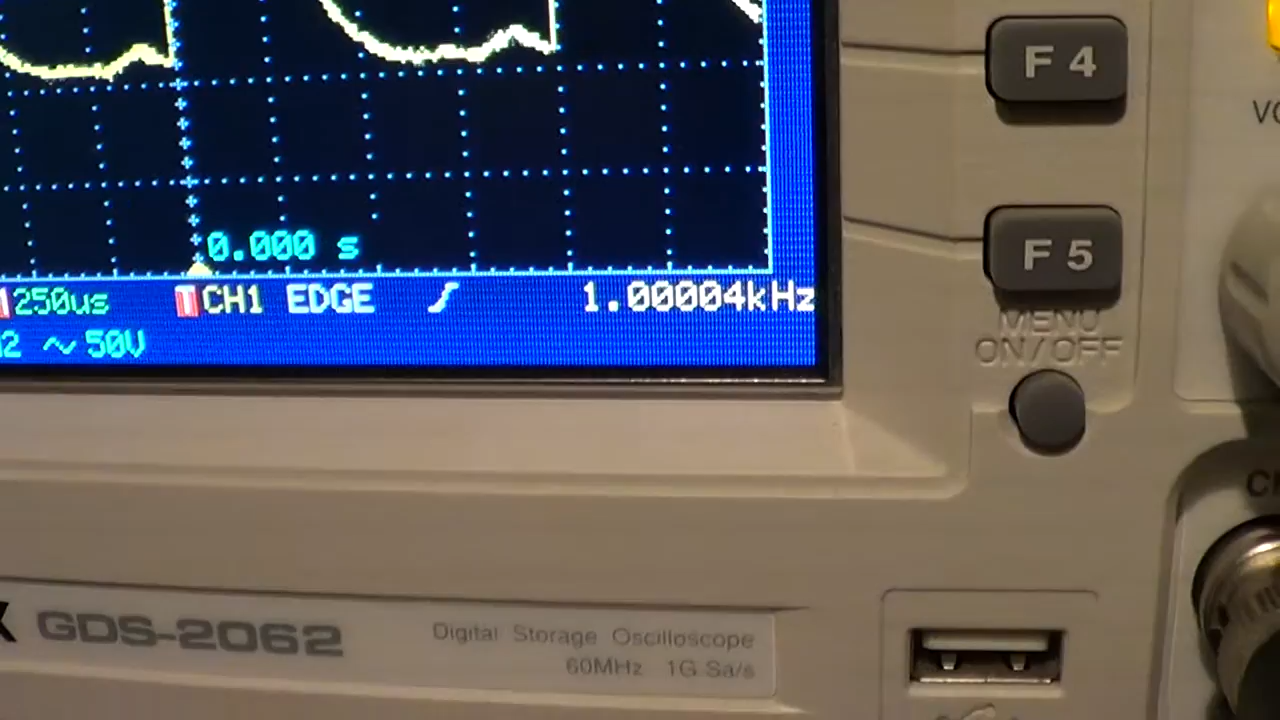 F 4
0.000 s
250us
T CH1 EDGE
1.00004kHz
2 ~ 50V
F 5
MENU
ON/OFF
GDS-2062
Digital Storage Oscilloscope
60MHz 1G Sa/s